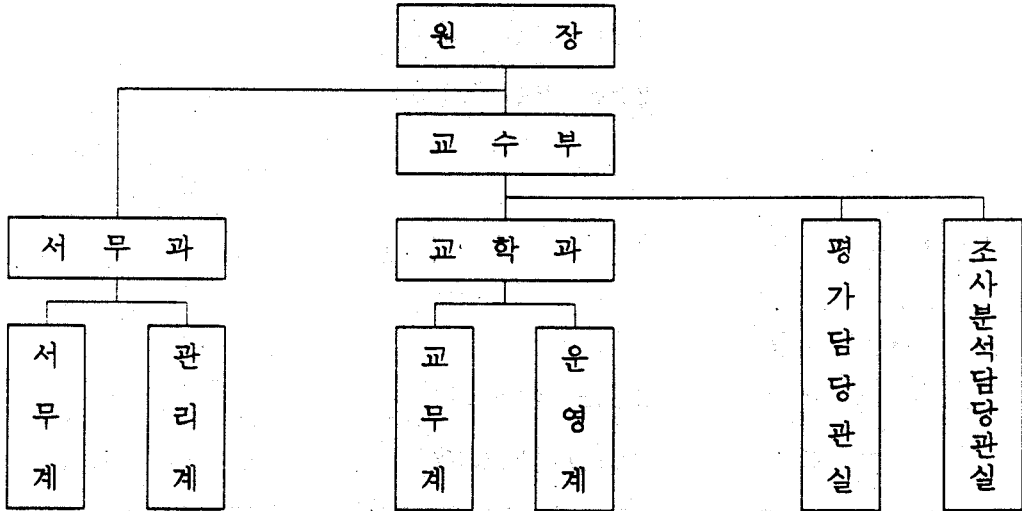 원 장
교 수 부
서 무 과
교 학 과
평가담당관실
조사분석담당관실
서무계
관리계
교무계
운영계